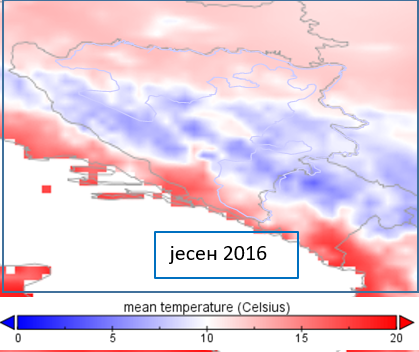 јесен 2016
mean temperature (Celsius)
0 5 10 15 20